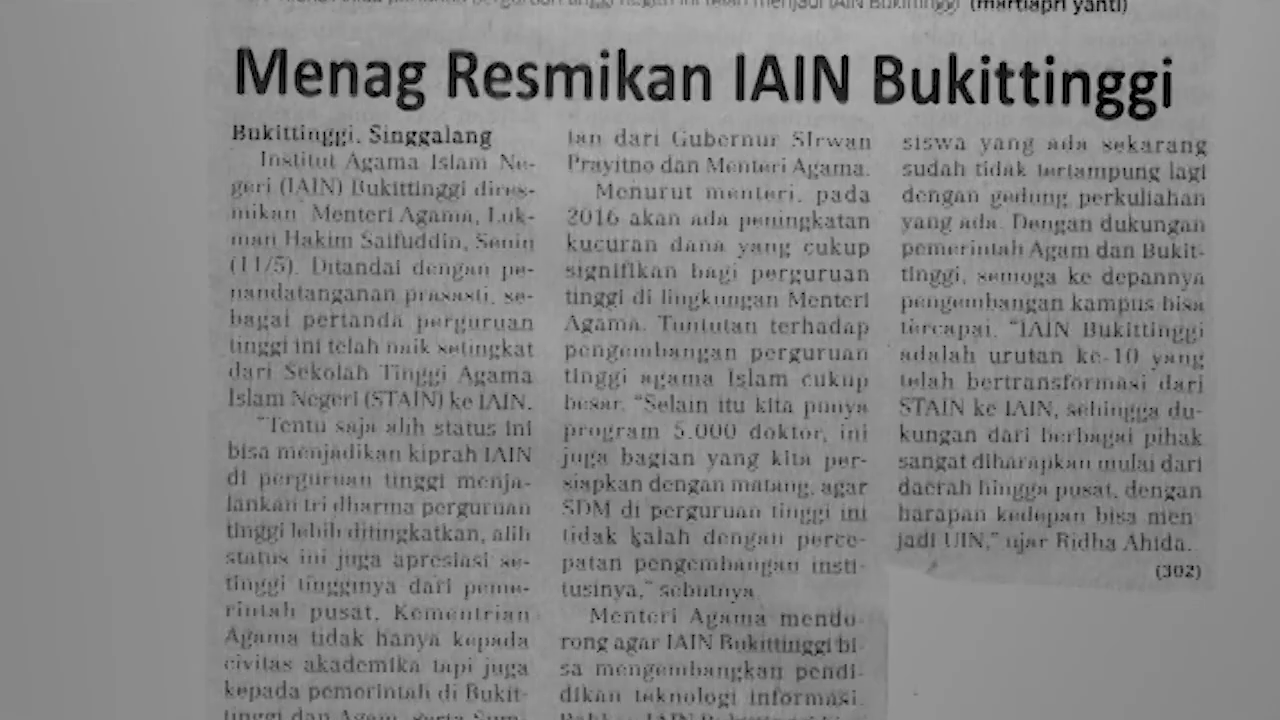 (martiapri yanti)
Menag Resmikan IAIN Bukittinggi
Bukittinggi, Singgalang
Institut Agama Islam Ne-
geri (IAIN) Bukittinggi dires-
mikan Menteri Agama, Luk-
man Hakim Saifuddin, Senin
(11/5). Ditandai dengan pe-
nandatanganan prasasti, se-
bagai pertanda perguruan
tinggi ini telah naik setingkat
dari Sekolah Tinggi Agama
Islam Negeri (STAIN) ke IAIN.
"Tentu saja alih status ini
bisa menjadikan kiprah IAIN
di perguruan tinggi menja-
lankan tri dharma perguruan
tinggi lebih ditingkatkan, alih
status ini juga apresiasi se-
tinggi tingginya dari peme-
rintah pusat, Kementrian
Agama tidak hanya kepada
civitas akademika tapi juga
kepada pemerintah di Bukit-
tinggi dan Agam, serta Sum-
tan dari Gubernur SIrwan
Prayitno dan Menteri Agama.
Menurut menteri, pada
2016 akan ada peningkatan
kucuran dana yang cukup
signifikan bagi perguruan
tinggi di lingkungan Menteri
Agama. Tuntutan terhadap
pengembangan perguruan
tinggi agama Islam cukup
besar. "Selain itu kita punya
program 5.000 doktor, ini
juga bagian yang kita per-
siapkan dengan matang, agar
SDM di perguruan tinggi ini
tidak kalah dengan perce-
patan pengembangan insti-
tusinya," sebutnya
Menteri Agama mendo-
rong agar IAIN Bukittinggi bi-
sa mengembangkan pendi-
dikan teknologi informasi.
siswa yang ada sekarang
sudah tidak tertampung lagi
dengan gedung perkuliahan
yang ada. Dengan dukungan
pemerintah Agam dan Bukit-
tinggi, semoga ke depannya
pengembangan kampus bisa
tercapai. "IAIN Bukittinggi
adalah urutan ke-10 yang
telah bertransformasi dari
STAIN ke IAIN, sehingga du-
kungan dari berbagai pihak
sangat diharapkan mulai dari
daerah hingga pusat, dengan
harapan kedepan bisa men
jadi UIN," ujar Ridha Ahida.
(302)